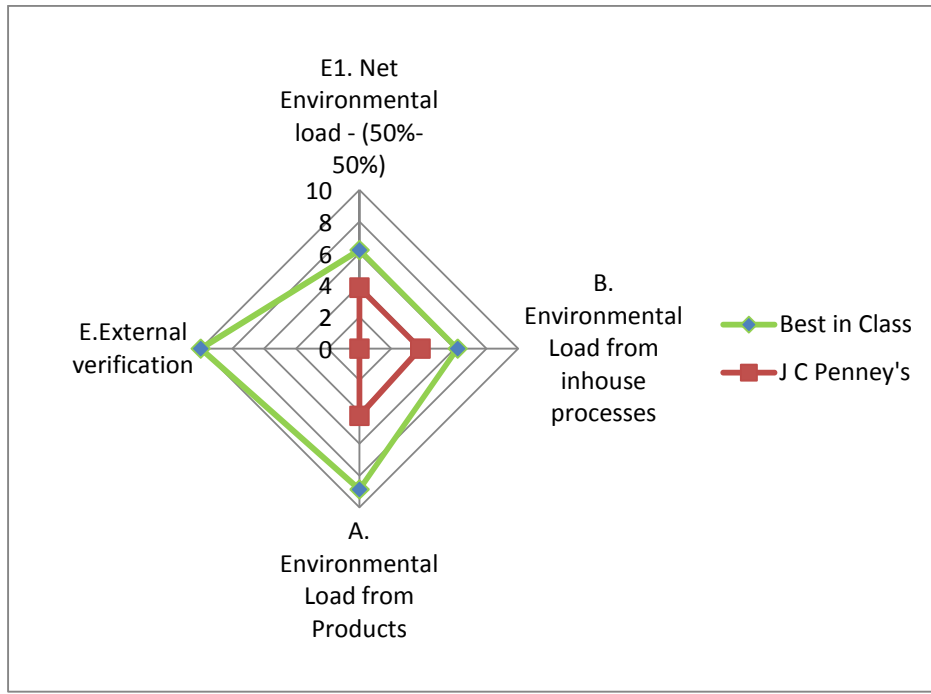 E1. Net
Environmental
load - (50%-
50%)
10
8
6
4
2
0
B.
Environmental
Load from
inhouse
processes
A.
Environmental
Load from
Products
E.External
verification
Best in Class
J C Penney's